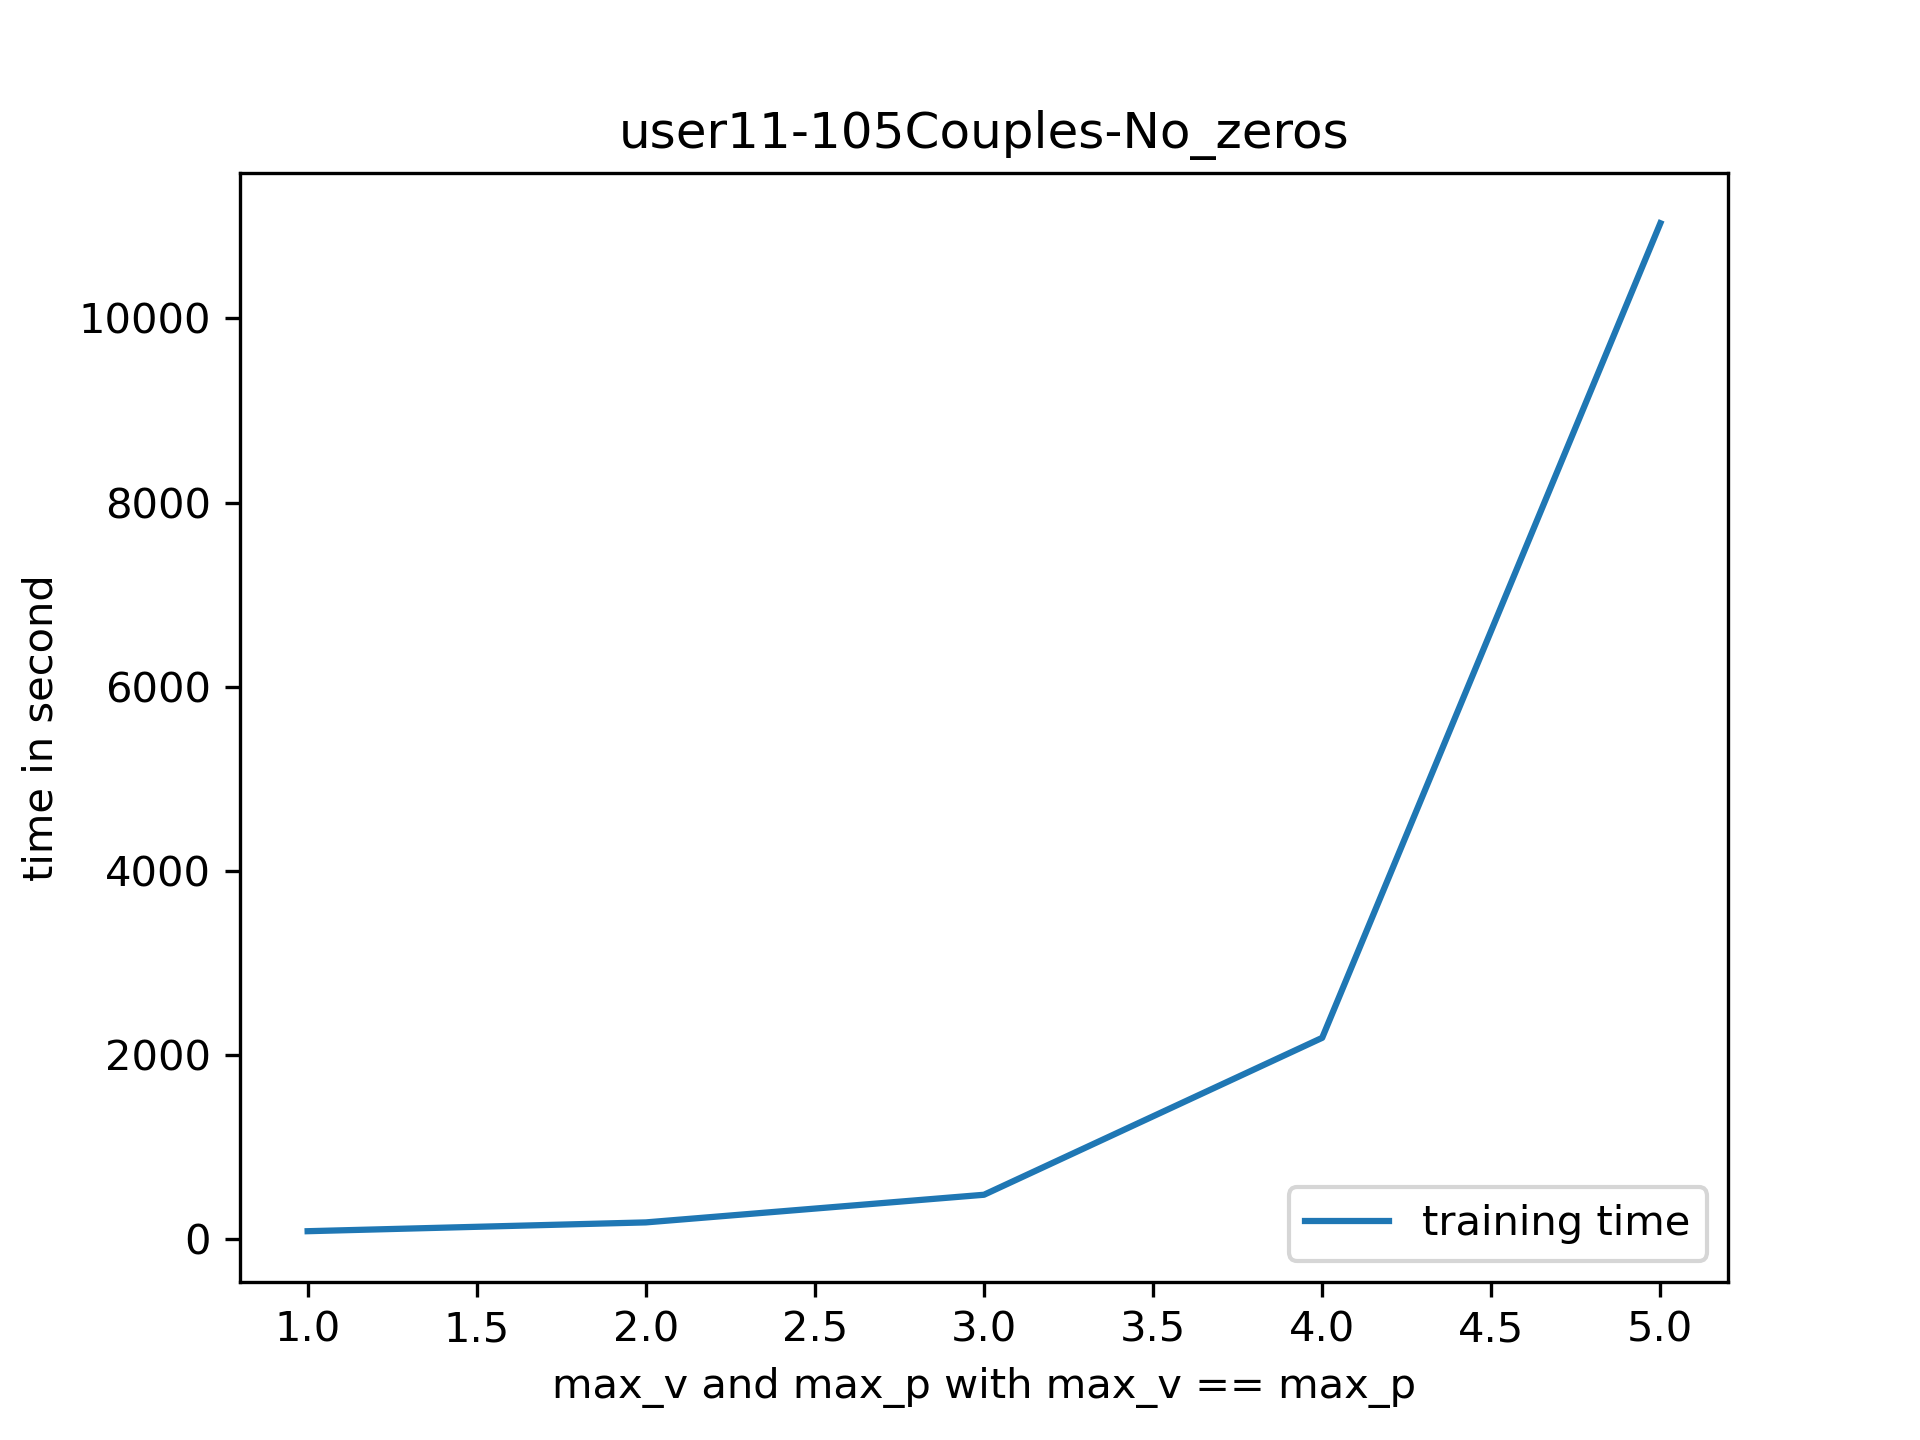 user11-105Couples-No_zeros
time in second
10000
8000
6000
4000
2000
0
training time
1.0 1.5 2.0 2.5 3.0 3.5 4.0 4.5 5.0
max_v and max_p with max_v == max_p